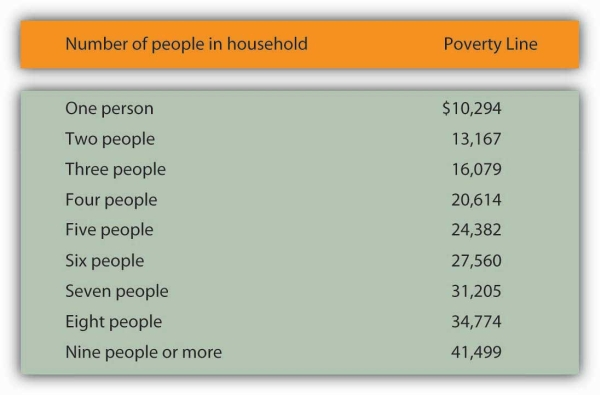 Number of people in household Poverty Line
One person $10,294
Two people 13,167
Three people 16,079
Four people 20,614
Five people 24,382
Six people 27,560
Seven people 31,205
Eight people 34,774
Nine people or more 41,499